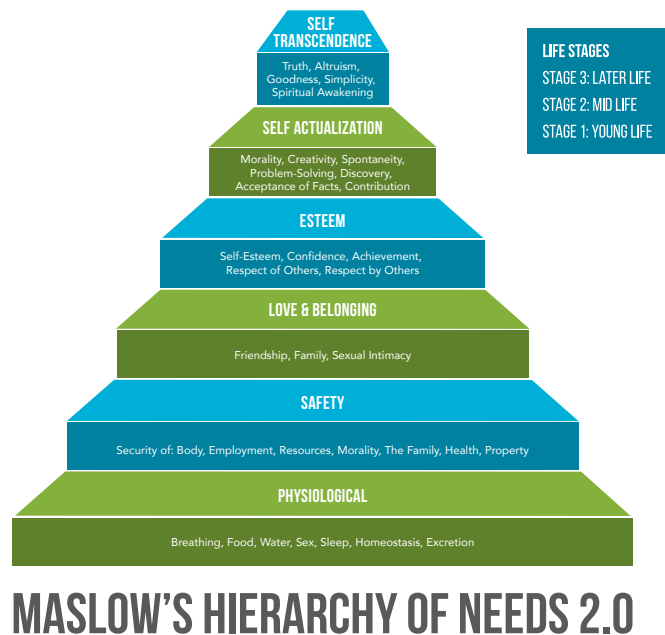 SELF
TRANSCENDENCE
Truth, Altruism,
Goodness, Simplicity,
Spiritual Awakening
LIFE STAGES
STAGE 3: LATER LIFE
STAGE 2: MID LIFE
STAGE 1: YOUNG LIFE
SELF ACTUALIZATION
Morality, Creativity, Spontaneity,
Problem-Solving, Discovery,
Acceptance of Facts, Contribution
ESTEEM
Self-Esteem, Confidence, Achievement,
Respect of Others, Respect by Others
LOVE & BELONGING
Friendship, Family, Sexual Intimacy
SAFETY
Security of: Body, Employment, Resources, Morality, The Family, Health, Property
PHYSIOLOGICAL
Breathing, Food, Water, Sex, Sleep, Homeostasis, Excretion
MASLOW'S HIERARCHY OF NEEDS 2.0